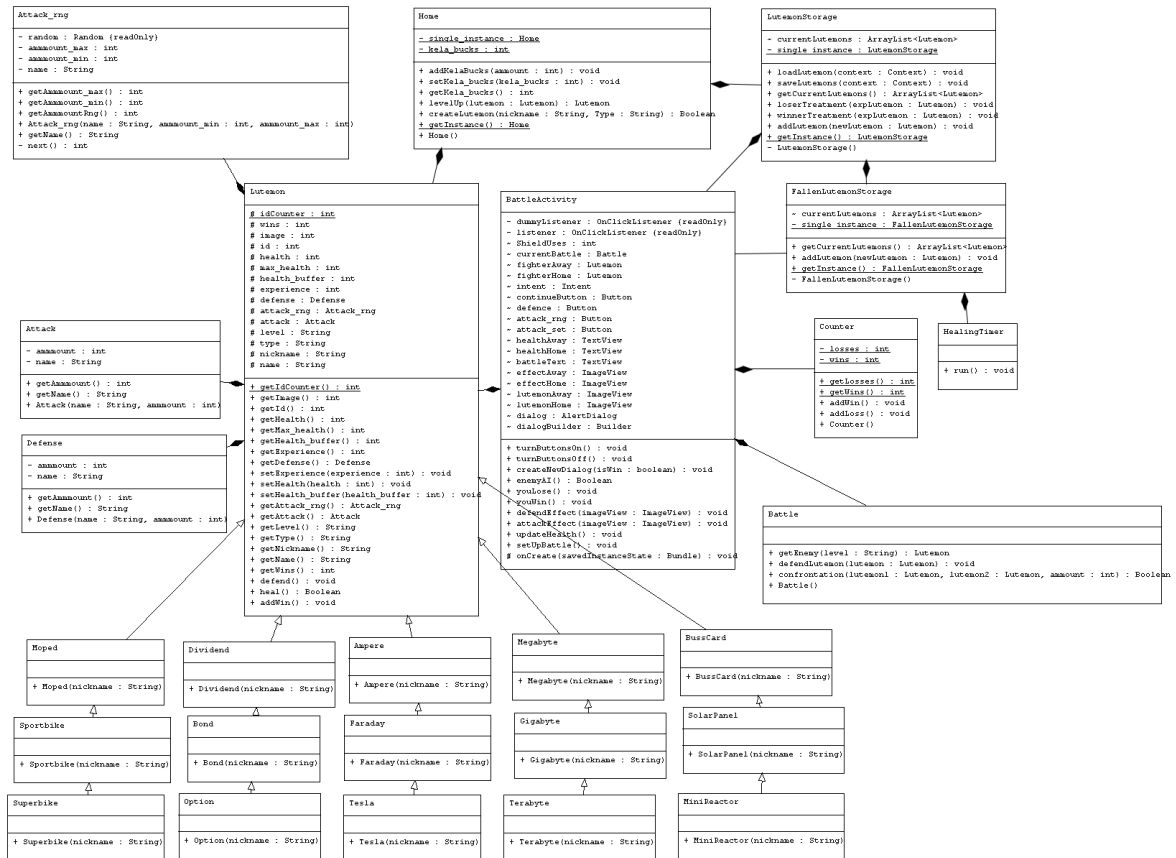 Attack_rng
- random : Random {readOnly}
- ammmount_max : int
- ammmount_min : int
- name : String
+ getAmmmount_max() : int
+ getAmmmount_min() : int
+ getAmmmountRng() : int
+ Attack_rng(name : String, ammmount_min : int, ammmount_max : int)
+ getName() : String
- next() : int
Home
- single_instance : Home
- kela_bucks : int
+ addKelaBucks(ammount : int) : void
+ setKela_bucks(kela_bucks : int) : void
+ getKela_bucks() : int
+ levelUp(lutemon : Lutemon) : Lutemon
+ createLutemon(nickname : String, Type : String) : Boolean
+ getInstance() : Home
+ Home()
LutemonStorage
- currentLutemons : ArrayList<Lutemon>
- single_instance : LutemonStorage
+ loadLutemon(context : Context) : void
+ saveLutemons(context : Context) : void
+ getCurrentLutemons() : ArrayList<Lutemon>
+ loserTreatment(expLutemon : Lutemon) : void
+ winnerTreatment(expLutemon : Lutemon) : void
+ addLutemon(newLutemon : Lutemon) : void
+ getInstance() : LutemonStorage
- LutemonStorage()
Lutemon
# idCounter : int
# wins : int
# image : int
# id : int
# health : int
# max_health : int
# health_buffer : int
# experience : int
# defense : Defense
# attack_rng : Attack_rng
# attack : Attack
# level : String
# type : String
# nickname : String
# name : String
+ getIdCounter() : int
+ getImage() : int
+ getId() : int
+ getHealth() : int
+ getMax_health() : int
+ getHealth_buffer() : int
+ getExperience() : int
+ getDefense() : Defense
+ setExperience(experience : int) : void
+ setHealth(health : int) : void
+ setHealth_buffer(health_buffer : int) : void
+ getAttack_rng() : Attack_rng
+ getAttack() : Attack
+ getLevel() : String
+ getType() : String
+ getNickname() : String
+ getName() : String
+ getWins() : int
+ defend() : void
+ heal() : Boolean
+ addWin() : void
BattleActivity
- dummyListener : OnClickListener {readOnly}
- listener : OnClickListener {readOnly}
~ ShieldUses : int
~ currentBattle : Battle
~ fighterAway : Lutemon
~ fighterHome : Lutemon
~ intent : Intent
~ continueButton : Button
~ defence : Button
~ attack_rng : Button
~ attack_set : Button
~ healthAway : TextView
~ healthHome : TextView
~ battleText : TextView
~ effectAway : ImageView
~ effectHome : ImageView
~ lutemonAway : ImageView
~ lutemonHome : ImageView
~ dialog : AlertDialog
~ dialogBuilder : Builder
+ turnButtonsOn() : void
+ turnButtonsOff() : void
+ createNewDialog(isWin : boolean) : void
+ enemyAI() : Boolean
+ youLose() : void
+ youWin() : void
+ defendEffect(imageView : ImageView) : void
+ attackEffect(imageView : ImageView) : void
+ updateHealth() : void
+ setUpBattle() : void
# onCreate(savedInstanceState : Bundle) : void
FallenLutemonStorage
~ currentLutemons : ArrayList<Lutemon>
- single_instance : FallenLutemonStorage
+ getCurrentLutemons() : ArrayList<Lutemon>
+ addLutemon(newLutemon : Lutemon) : void
+ getInstance() : FallenLutemonStorage
- FallenLutemonStorage()
Attack
- ammmount : int
- name : String
+ getAmmmount() : int
+ getName() : String
+ Attack(name : String, ammmount : int)
Counter
- losses : int
- wins : int
+ getLosses() : int
+ getWins() : int
+ addWin() : void
+ addLoss() : void
+ Counter()
HealingTimer
+ run() : void
Defense
- ammmount : int
- name : String
+ getAmmmount() : int
+ getName() : String
+ Defense(name : String, ammmount : int)
Battle
+ getEnemy(level : String) : Lutemon
+ defendLutemon(lutemon : Lutemon) : void
+ confrontation(lutemon1 : Lutemon, lutemon2 : Lutemon, amount : int) : Boolean
+ Battle()
Moped
+ Moped(nickname : String)
Dividend
+ Dividend(nickname : String)
Ampere
+ Ampere(nickname : String)
Megabyte
+ Megabyte(nickname : String)
BussCard
+ BussCard(nickname : String)
Sportbike
+ Sportbike(nickname : String)
Bond
+ Bond(nickname : String)
Faraday
+ Faraday(nickname : String)
Gigabyte
+ Gigabyte(nickname : String)
SolarPanel
+ SolarPanel(nickname : String)
Superbike
+ Superbike(nickname : String)
Option
+ Option(nickname : String)
Tesla
+ Tesla(nickname : String)
Terabyte
+ Terabyte(nickname : String)
MiniReactor
+ MiniReactor(nickname : String)